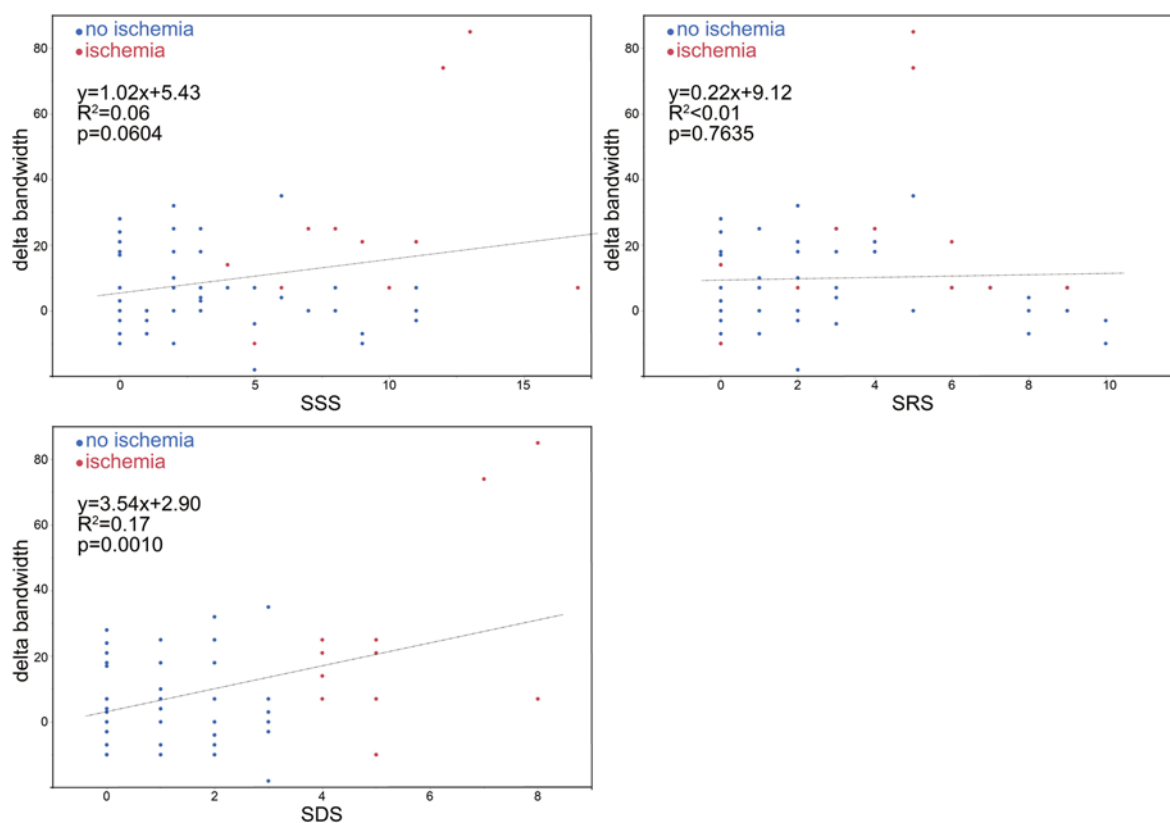 no ischemia
ischemia
y=1.02x+5.43
R²=0.06
p=0.0604
delta bandwidth
80
60
40
20
0
0 5 10 15
SSS
no ischemia
ischemia
y=0.22x+9.12
R²<0.01
p=0.7635
delta bandwidth
80
60
40
20
0
0 2 4 6 8 10
SRS
no ischemia
ischemia
y=3.54x+2.90
R²=0.17
p=0.0010
delta bandwidth
80
60
40
20
0
0 2 4 6 8
SDS